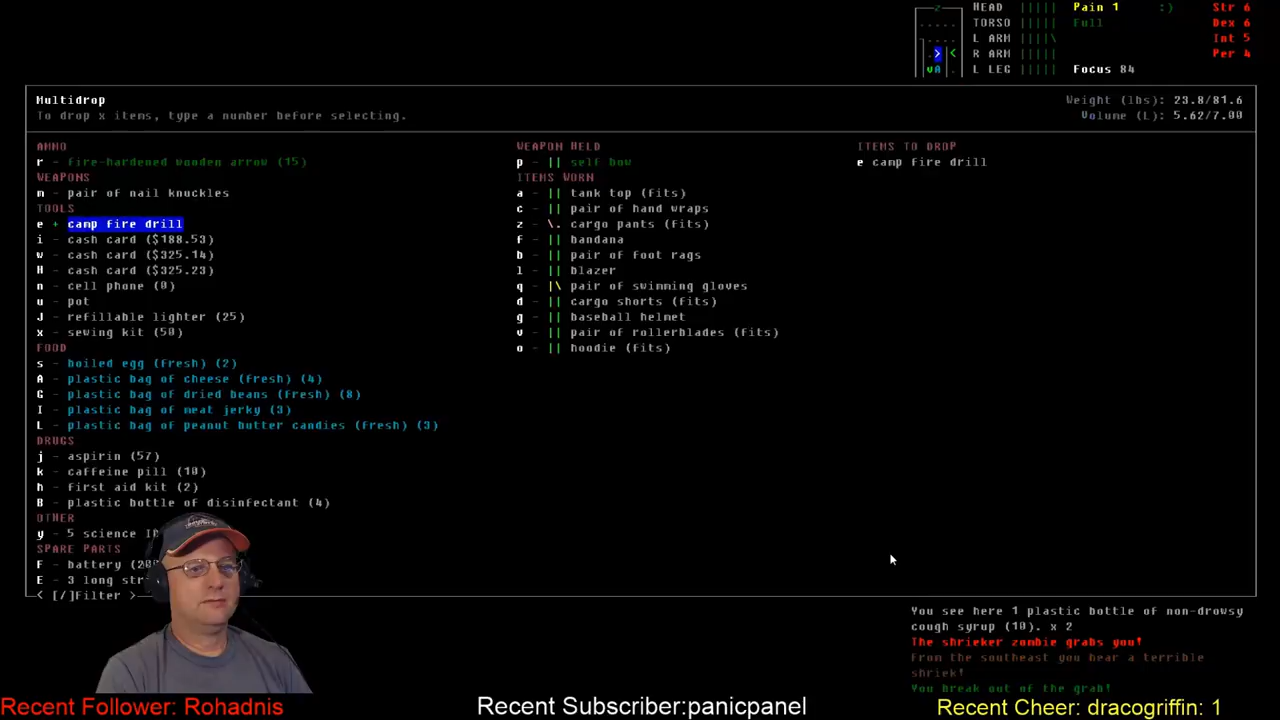 HEAD ||||| Pain 1 :) Str 6
TORSO ||||| Full Dex 6
L ARM ||||\ Int 5
R ARM ||||| Per 4
L LEG ||||| Focus 84
Multidrop Weight (lbs): 23.8/81.6
To drop x items, type a number before selecting. Volume (L): 5.62/7.00
AMMO
r - fire-hardened wooden arrow (15)
WEAPONS
m - pair of nail knuckles
TOOLS
e + camp fire drill
i - cash card ($188.53)
w - cash card ($325.14)
H - cash card ($325.23)
n - cell phone (0)
u - pot
J - refillable lighter (25)
x - sewing kit (50)
FOOD
s - boiled egg (fresh) (2)
A - plastic bag of cheese (fresh) (4)
G - plastic bag of dried beans (fresh) (8)
I - plastic bag of meat jerky (3)
L - plastic bag of peanut butter candies (fresh) (3)
DRUGS
j - aspirin (57)
k - caffeine pill (10)
h - first aid kit (2)
B - plastic bottle of disinfectant (4)
OTHER
y - 5 science
SPARE PARTS
F - battery
E - 3 long
< [/]Filter >
WEAPON HELD
p - || self bow
ITEMS WORN
a - || tank top (fits)
c - || pair of hand wraps
z - \. cargo pants (fits)
f - || bandana
b - || pair of foot rags
l - || blazer
q - |\ pair of swimming gloves
d - || cargo shorts (fits)
g - || baseball helmet
v - || pair of rollerblades (fits)
o - || hoodie (fits)
ITEMS TO DROP
e camp fire drill
You see here 1 plastic bottle of non-drowsy
cough syrup (10). x 2
The shrieker zombie grabs you!
From the southeast you hear a terrible
shriek!
You break out of the grab!
Recent Follower: Rohadnis
Recent Subscriber:panicpanel
Recent Cheer: dracogriffin: 1